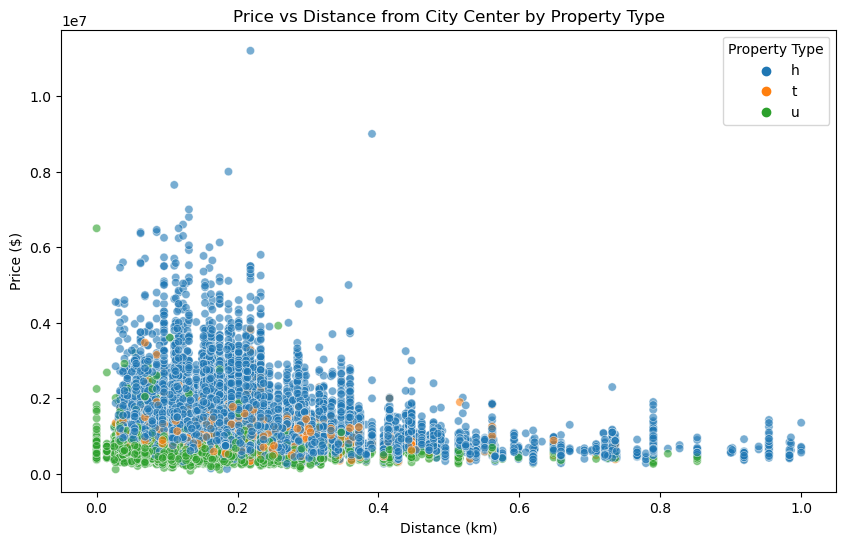 Price vs Distance from City Center by Property Type
1e7
Property Type
h
t
u
1.0
0.8
0.6
0.4
0.2
0.0
Price ($)
0.0 0.2 0.4 0.6 0.8 1.0
Distance (km)